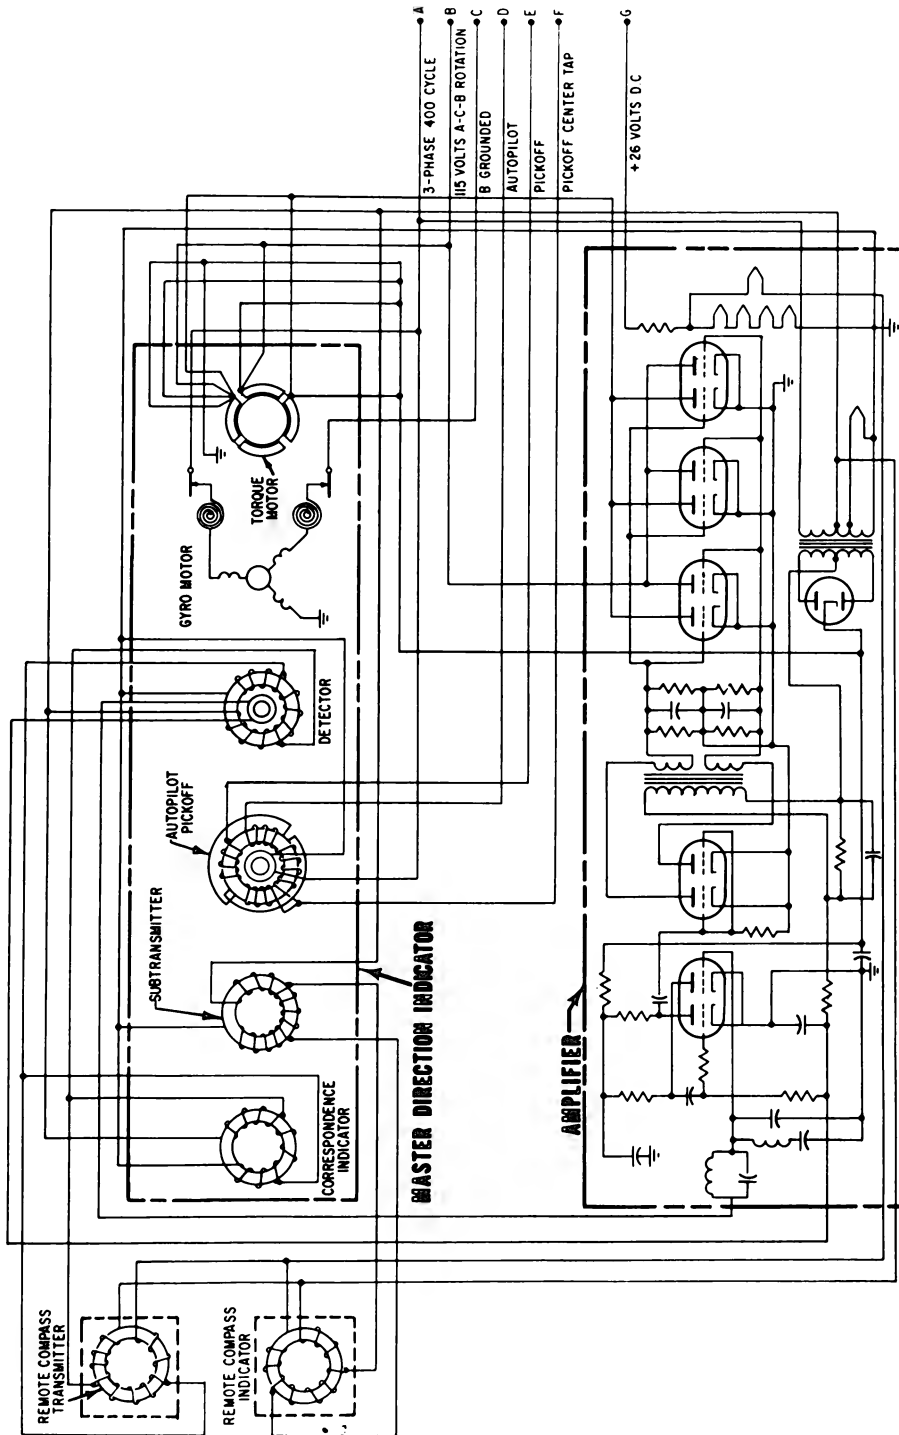 A
3-PHASE 400 CYCLE
B
115 VOLTS A-C-B ROTATION
C
B GROUNDED
D
AUTOPILOT
E
PICKOFF
F
PICKOFF CENTER TAP
G
+26 VOLTS D.C
GYRO MOTOR
TORQUE
MOTOR
DETECTOR
AUTOPILOT
PICKOFF
SUBTRANSMITTER
CORRESPONDENCE
INDICATOR
MASTER DIRECTION INDICATOR
AMPLIFIER
REMOTE COMPASS
TRANSMITTER
REMOTE COMPASS
INDICATOR